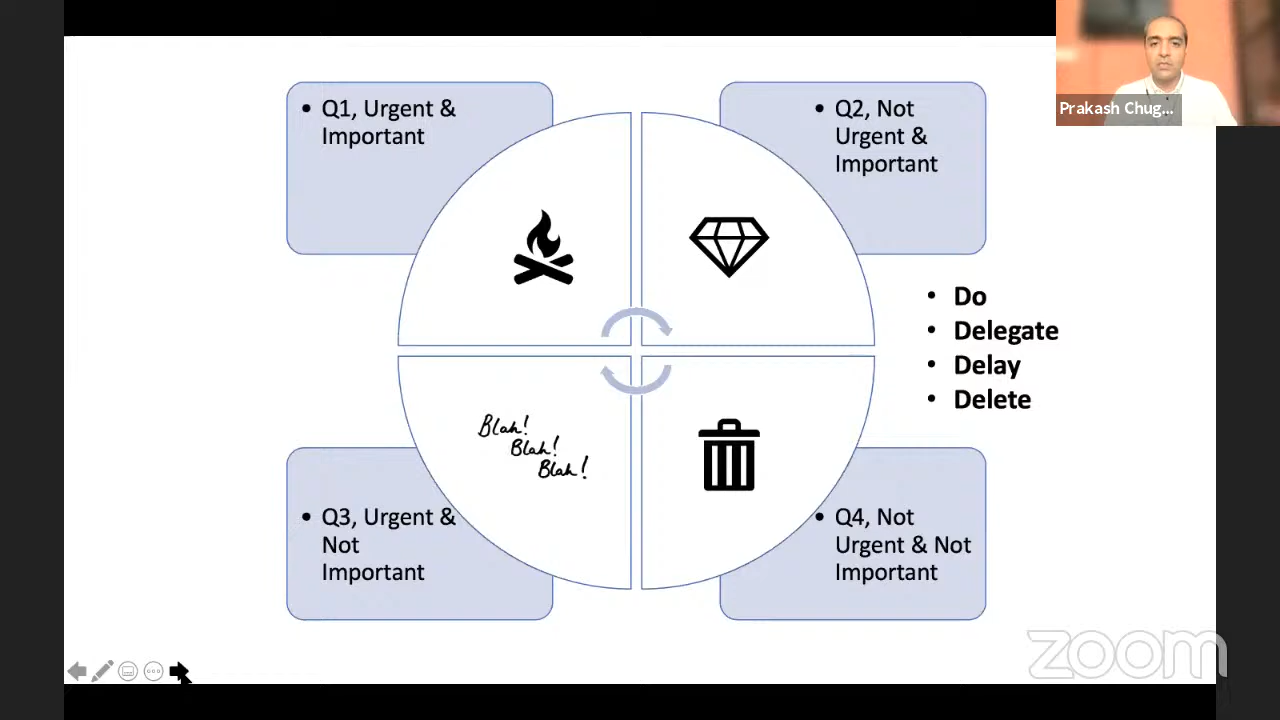 • Q1, Urgent &
Important
• Q2, Not
Urgent &
Important
Prakash Chug...
• Do
• Delegate
• Delay
• Delete
Blah!
Blah!
Blah!
• Q3, Urgent &
Not
Important
• Q4, Not
Urgent & Not
Important
zoom